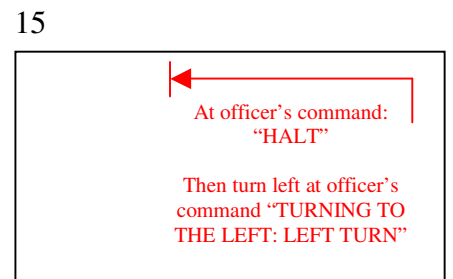 15
At officer's command:
“HALT”
Then turn left at officer's
command “TURNING TO
THE LEFT: LEFT TURN”